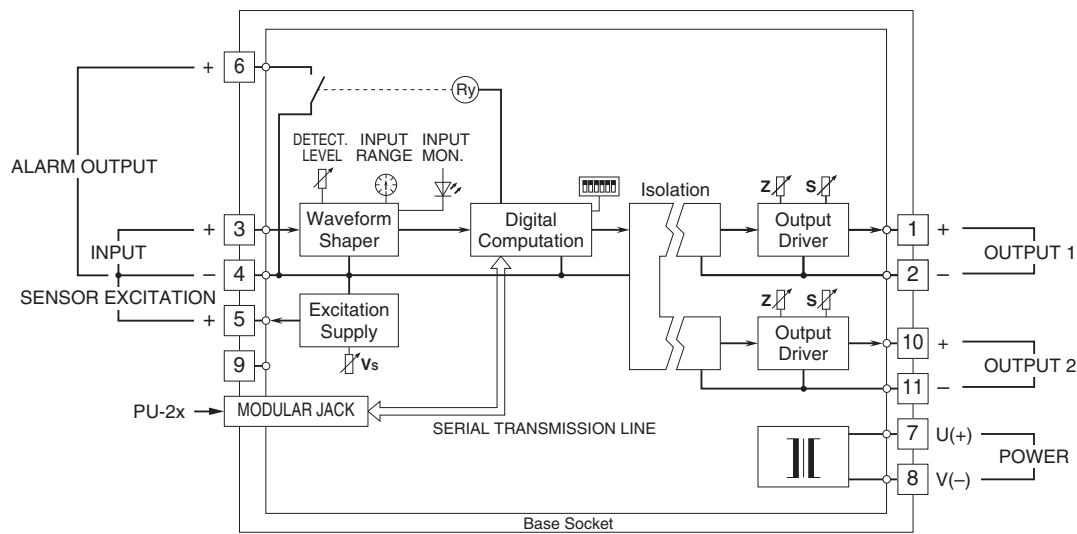 + 6
Ry
ALARM OUTPUT
DETECT.
LEVEL
INPUT
RANGE
INPUT
MON.
Isolation
Z S
+ 3
Waveform
Shaper
Digital
Computation
Output
Driver
1 +
INPUT
OUTPUT 1
– 4
2 –
SENSOR EXCITATION
+ 5
Excitation
Supply
Vs
Z S
Output
Driver
10 +
OUTPUT 2
9
11 –
PU-2x
MODULAR JACK
SERIAL TRANSMISSION LINE
7 U(+)
POWER
8 V(–)
Base Socket